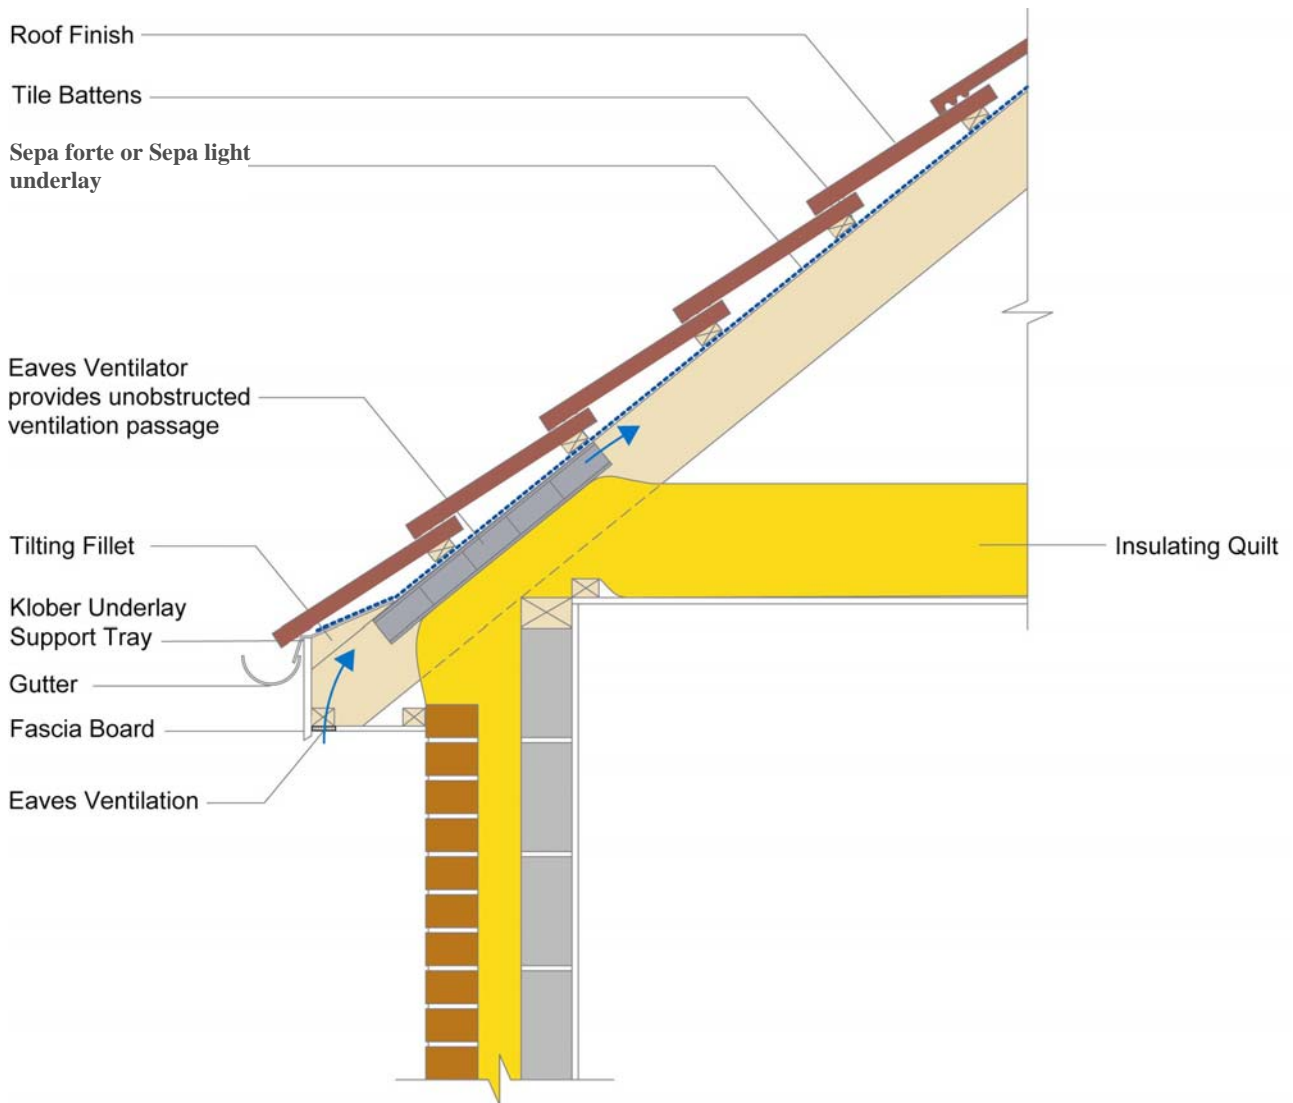 Roof Finish
Tile Battens
Sepa forte or Sepa light
underlay
Eaves Ventilator
provides unobstructed
ventilation passage
Tilting Fillet
Insulating Quilt
Klober Underlay
Support Tray
Gutter
Fascia Board
Eaves Ventilation